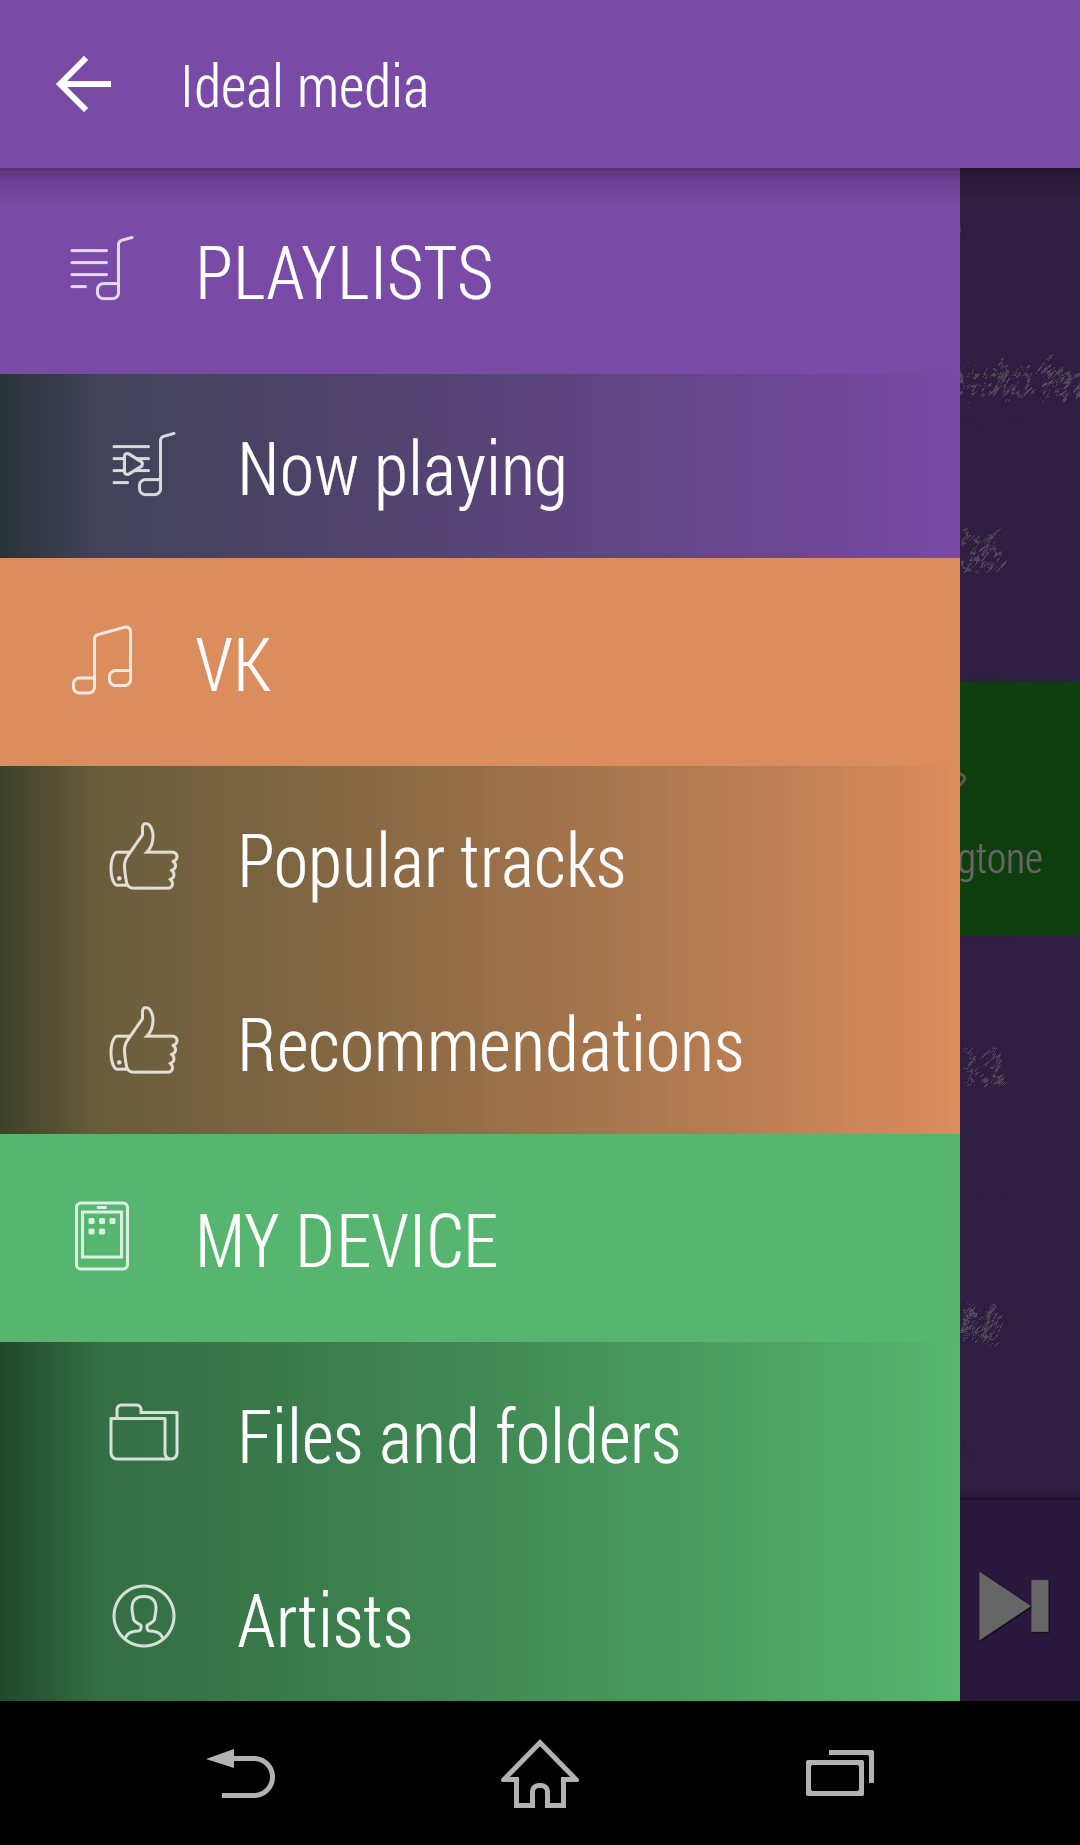 Ideal media
PLAYLISTS
Now playing
VK
Popular tracks
gtone
Recommendations
MY DEVICE
Files and folders
Artists